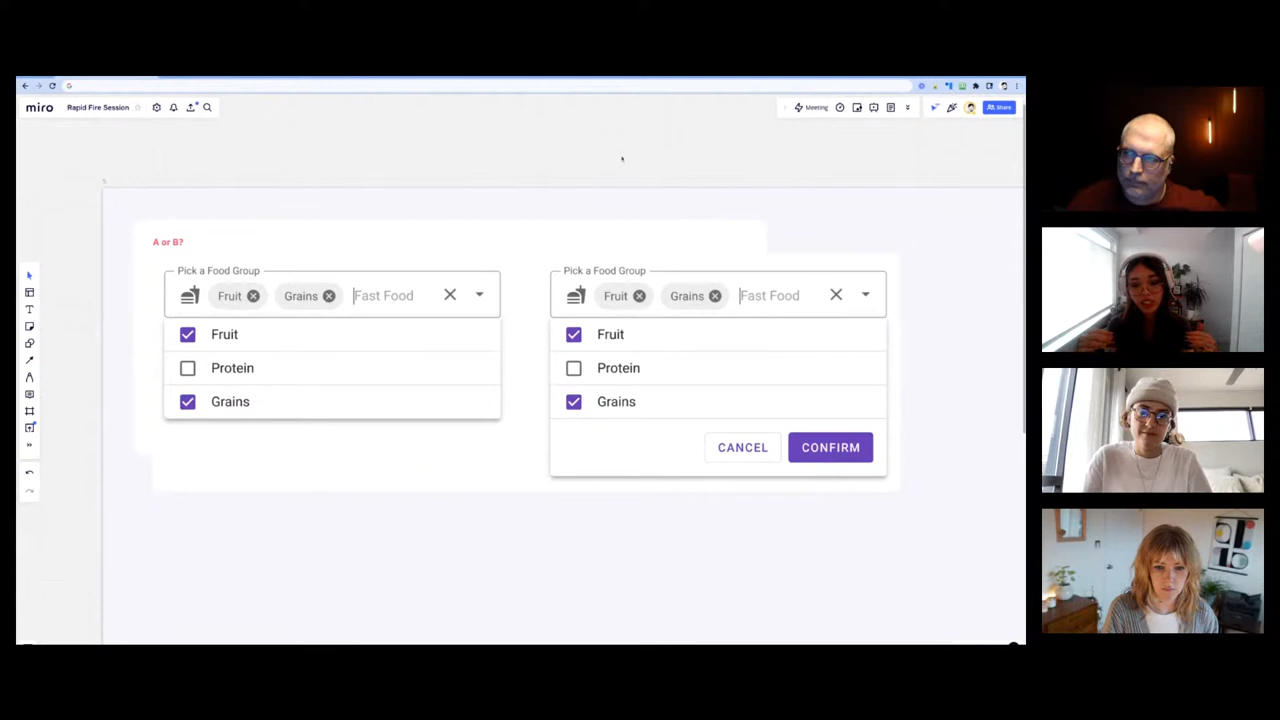 miro
Rapid Fire Session
Meeting
Share
A or B?
Pick a Food Group
Fruit
Grains
Fast Food
Fruit
Protein
Grains
Pick a Food Group
Fruit
Grains
Fast Food
Fruit
Protein
Grains
CANCEL
CONFIRM